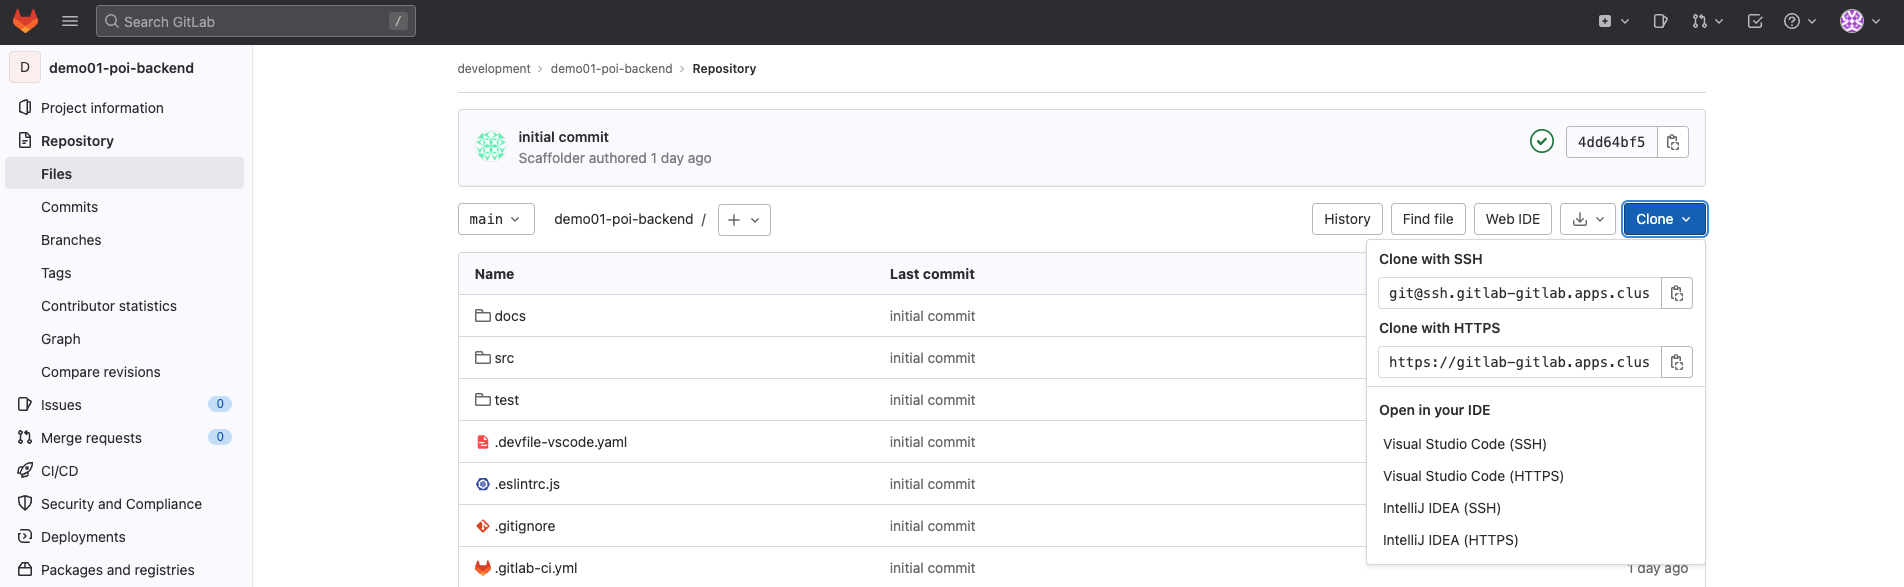 Search GitLab /
D demo01-poi-backend
Project information
Repository
Files
Commits
Branches
Tags
Contributor statistics
Graph
Compare revisions
Issues 0
Merge requests 0
CI/CD
Security and Compliance
Deployments
Packages and registries
development › demo01-poi-backend › Repository
initial commit
Scaffolder authored 1 day ago
4dd64bf5
main demo01-poi-backend / +
History Find file Web IDE Clone
Name Last commit
docs initial commit
src initial commit
test initial commit
.devfile-vscode.yaml initial commit
.eslintrc.js initial commit
.gitignore initial commit
.gitlab-ci.yml initial commit 1 day ago
Clone with SSH
git@ssh.gitlab-gitlab.apps.clus
Clone with HTTPS
https://gitlab-gitlab.apps.clus
Open in your IDE
Visual Studio Code (SSH)
Visual Studio Code (HTTPS)
IntelliJ IDEA (SSH)
IntelliJ IDEA (HTTPS)